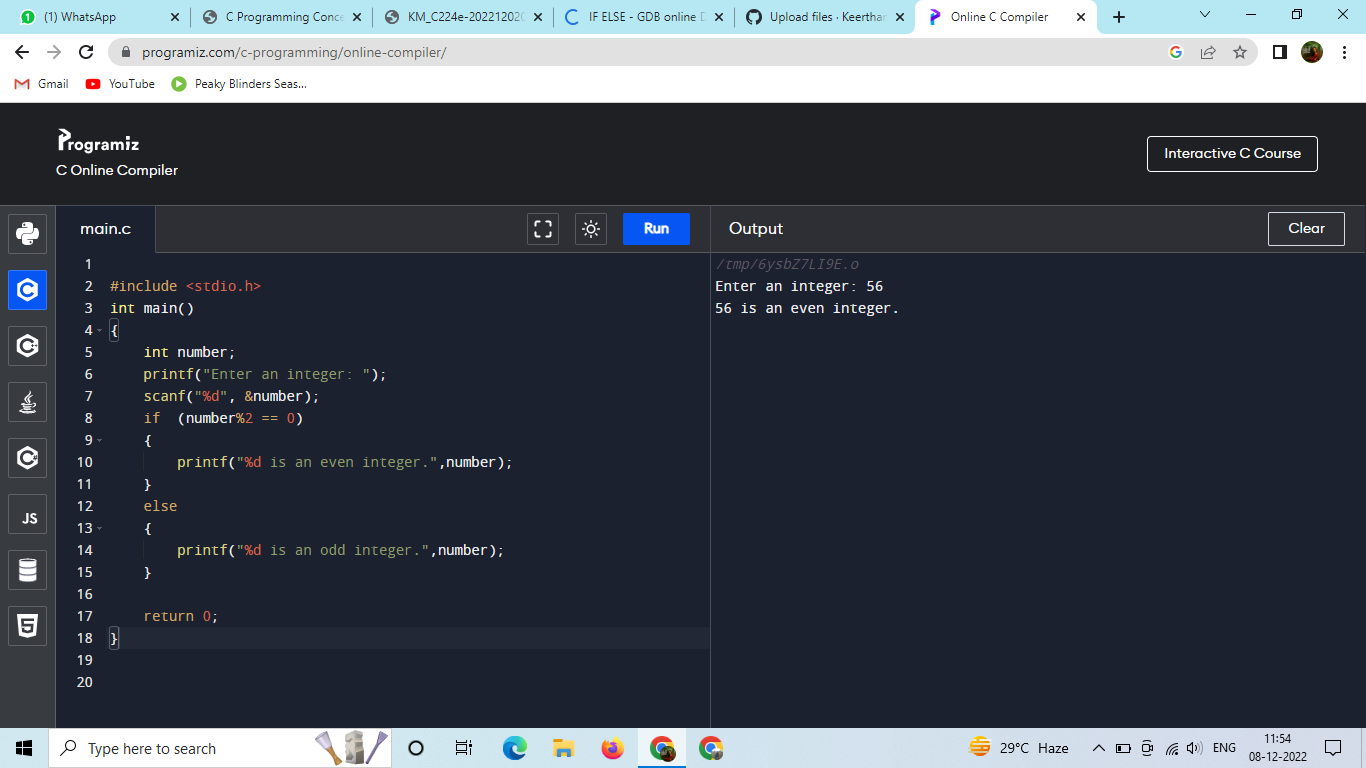 (1) WhatsApp
C Programming Conce
KM_C224e-202212020
IF ELSE - GDB online D
Upload files · Keerthan
Online C Compiler
programiz.com/c-programming/online-compiler/
Gmail
YouTube
Peaky Blinders Seas...
Programiz
C Online Compiler
Interactive C Course
main.c
Run
Output
Clear
1
2 #include <stdio.h>
3 int main()
4 {
5 int number;
6 printf("Enter an integer: ");
7 scanf("%d", &number);
8 if  (number%2 == 0)
9 {
10 printf("%d is an even integer.",number);
11 }
12 else
13 {
14 printf("%d is an odd integer.",number);
15 }
16
17 return 0;
18 }
19
20
/tmp/6ysbZ7LI9E.o
Enter an integer: 56
56 is an even integer.
JS
Type here to search
29°C Haze
ENG
11:54
08-12-2022